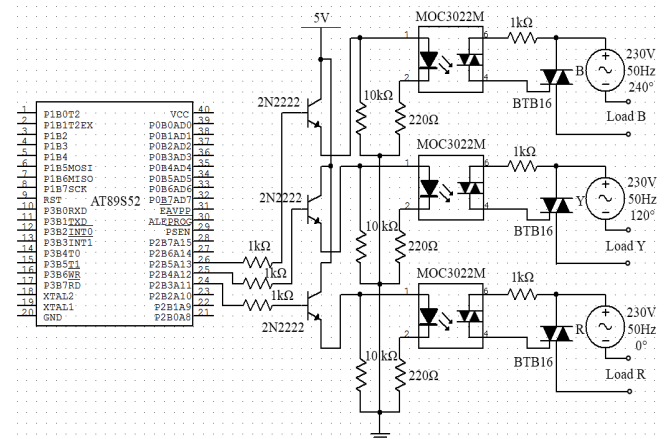 5V
MOC3022M
1kΩ
1
6
2
4
10kΩ
220Ω
BTB16
B
230V
50Hz
240°
Load B
2N2222
MOC3022M
1kΩ
1
6
2
4
10kΩ
220Ω
BTB16
Y
230V
50Hz
120°
Load Y
2N2222
MOC3022M
1kΩ
1
6
2
4
10kΩ
220Ω
BTB16
R
230V
50Hz
0°
Load R
2N2222
1kΩ
1kΩ
1kΩ
AT89S52
1 P1B0T2
2 P1B1T2EX
3 P1B2
4 P1B3
5 P1B4
6 P1B5MOSI
7 P1B6MISO
8 P1B7SCK
9 RST
10 P3B0RXD
11 P3B1TXD
12 P3B2INT0
13 P3B3INT1
14 P3B4T0
15 P3B5T1
16 P3B6WR
17 P3B7RD
18 XTAL2
19 XTAL1
20 GND
VCC 40
P0B0AD0 39
P0B1AD1 38
P0B2AD2 37
P0B3AD3 36
P0B4AD4 35
P0B5AD5 34
P0B6AD6 33
P0B7AD7 32
EAVPP 31
ALEPROG 30
PSEN 29
P2B7A15 28
P2B6A14 27
P2B5A13 26
P2B4A12 25
P2B3A11 24
P2B2A10 23
P2B1A9 22
P2B0A8 21